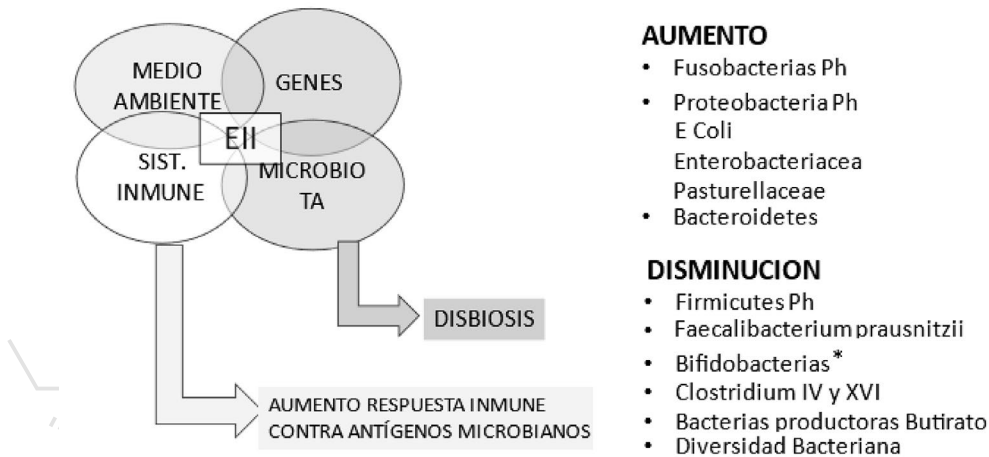 MEDIO
AMBIENTE
GENES
EII
SIST.
INMUNE
MICROBIO
TA
DISBIOSIS
AUMENTO RESPUESTA INMUNE
CONTRA ANTÍGENOS MICROBIANOS
AUMENTO
• Fusobacterias Ph
• Proteobacteria Ph
E Coli
Enterobacteriacea
Pasturellaceae
• Bacteroidetes
DISMINUCION
• Firmicutes Ph
• Faecalibacterium prausnitzii
• Bifidobacterias*
• Clostridium IV y XVI
• Bacterias productoras Butirato
• Diversidad Bacteriana